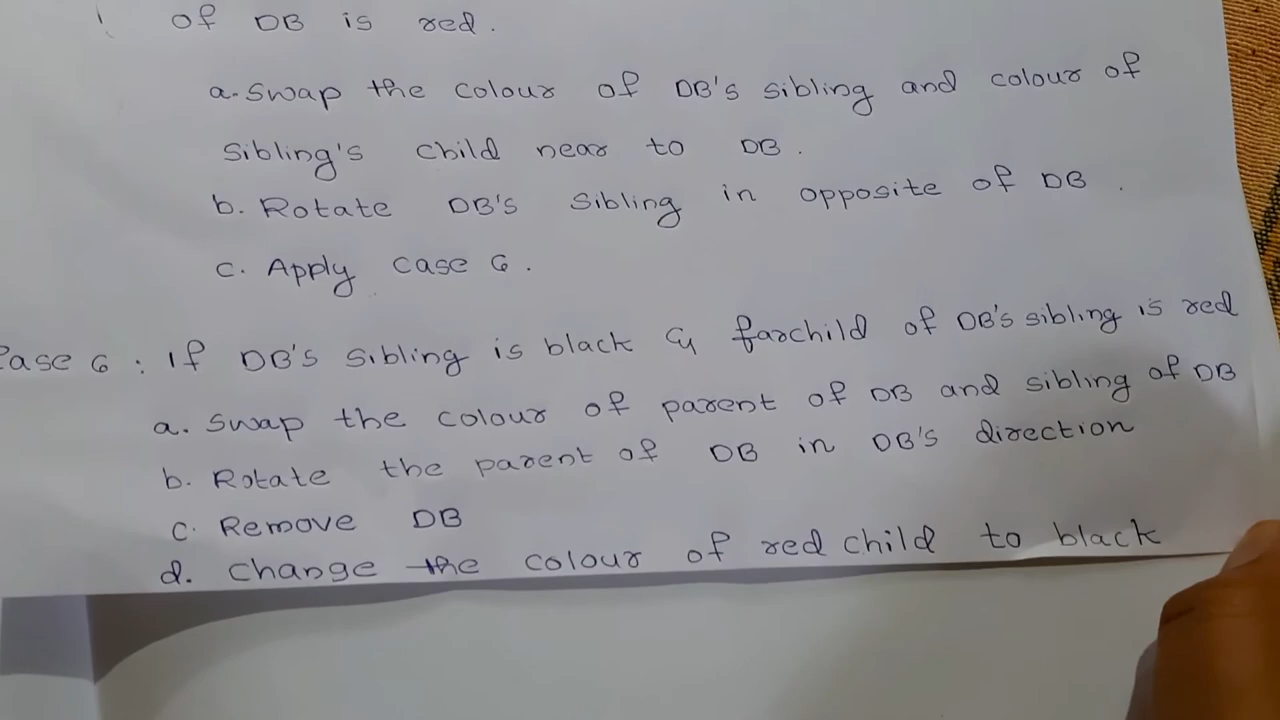 of DB is red.
a. Swap the colour of DB's sibling and colour of
Sibling's child near to DB.
b. Rotate DB's Sibling in opposite of DB.
c. Apply case 6.
Case 6: If DB's sibling is black & farchild of DB's sibling is red
a. Swap the colour of parent of DB and sibling of DB
b. Rotate the parent of DB in DB's direction
c. Remove DB
d. Change the colour of red child to black